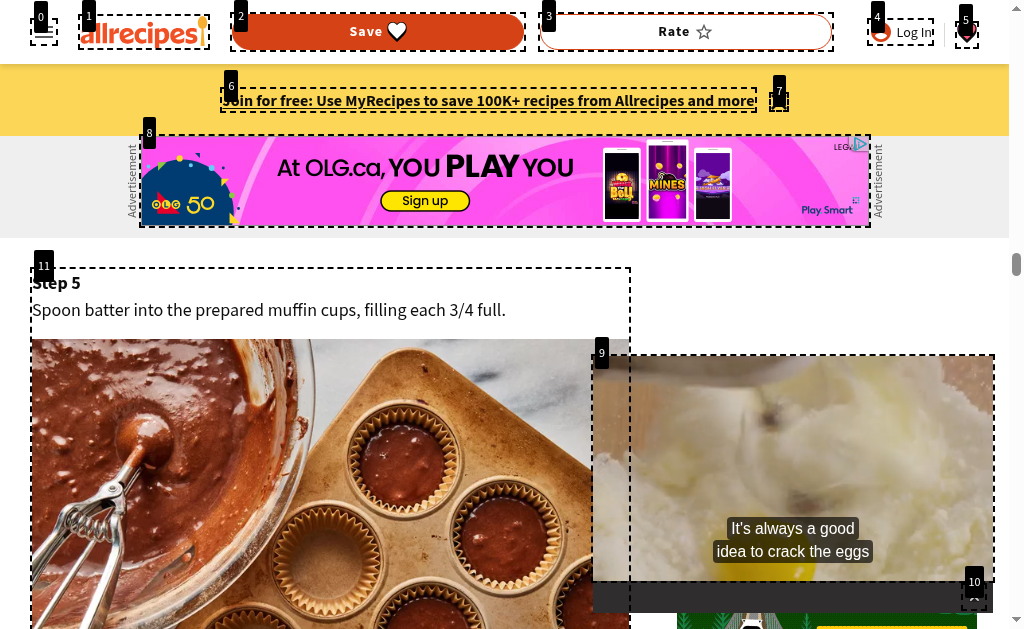 0
1
2
3
4
5
allrecipes
Save
Rate
Log In
6
7
Join for free: Use MyRecipes to save 100K+ recipes from Allrecipes and more
8
Advertisement
At OLG.ca, YOU PLAY YOU
Sign up
OLG 50
MINES
Play Smart
Advertisement
11
Step 5
Spoon batter into the prepared muffin cups, filling each 3/4 full.
9
It's always a good
idea to crack the eggs
10